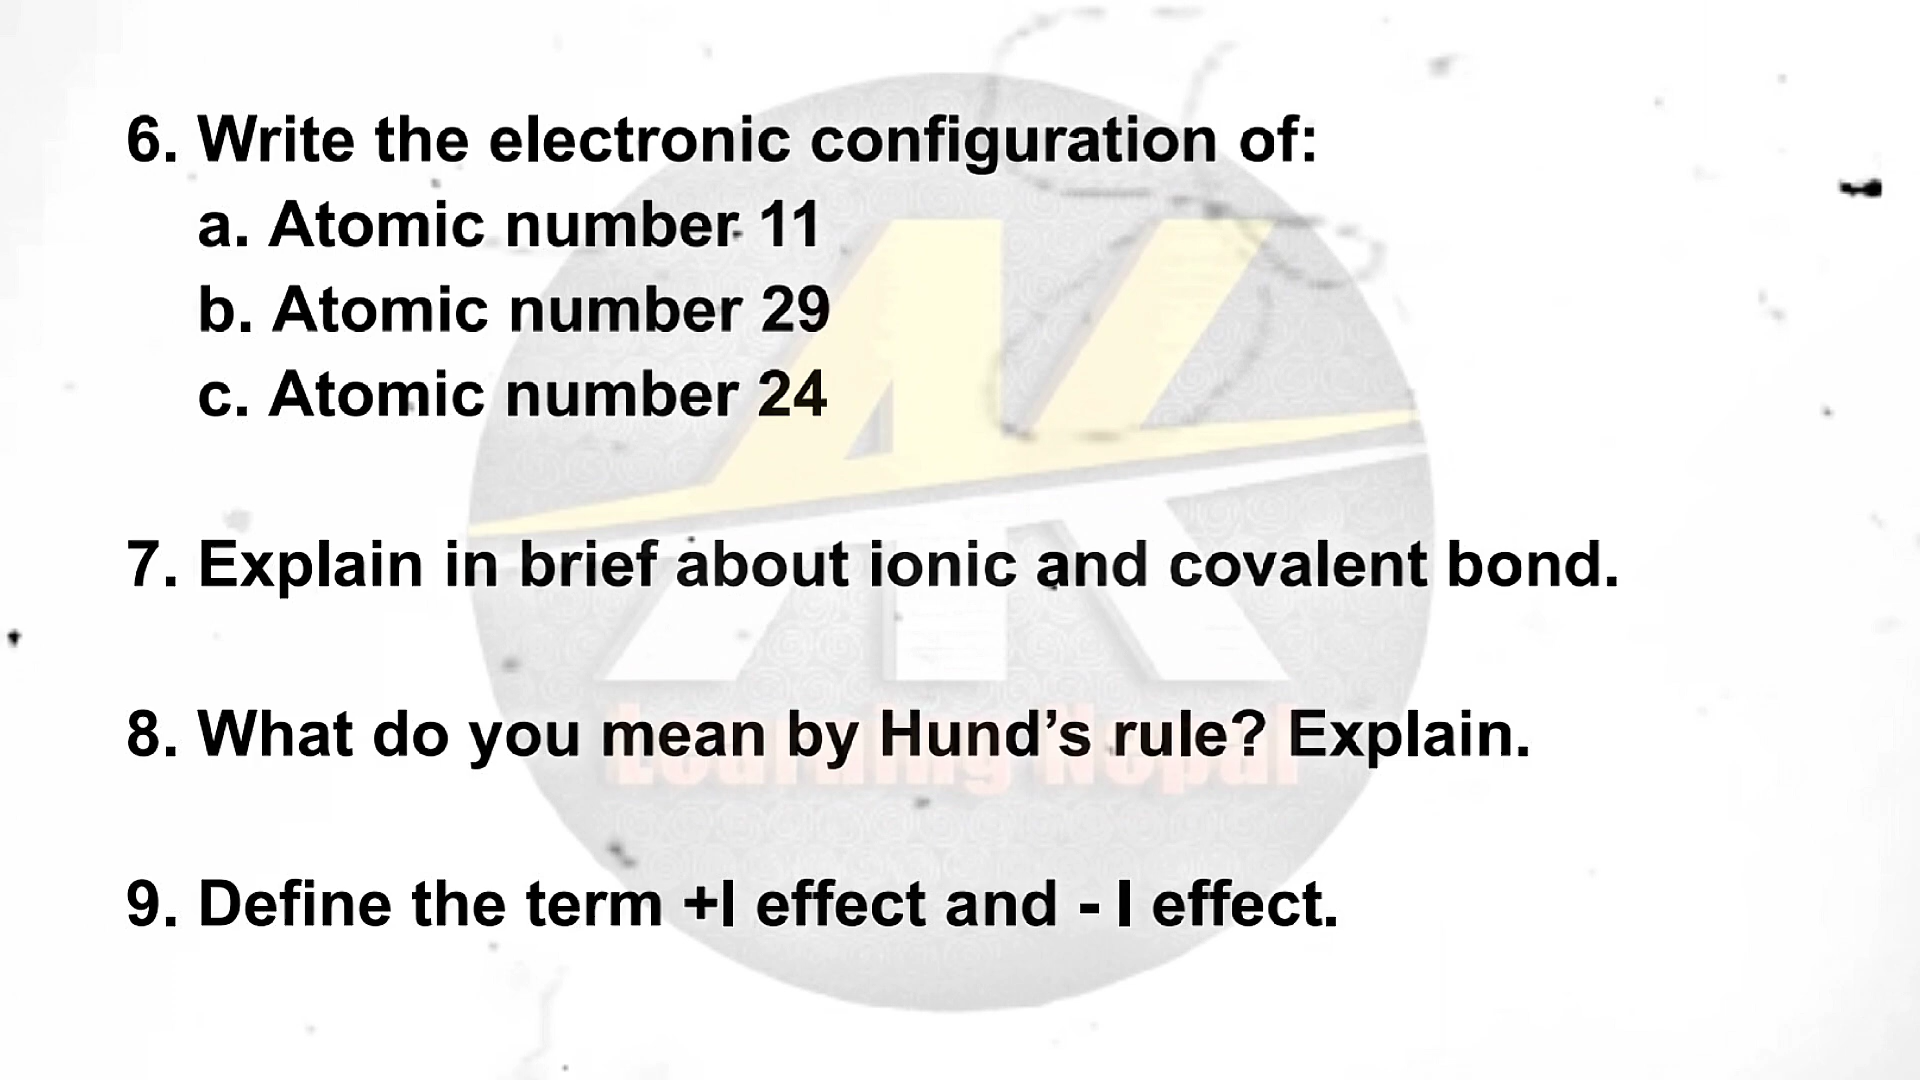 6. Write the electronic configuration of:
a. Atomic number 11
b. Atomic number 29
c. Atomic number 24
7. Explain in brief about ionic and covalent bond.
8. What do you mean by Hund’s rule? Explain.
Learning Nepal
9. Define the term +I effect and - I effect.